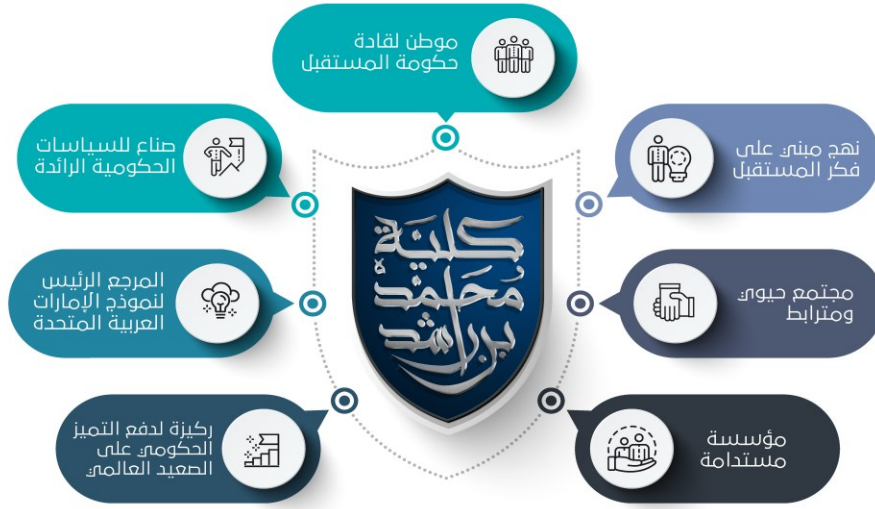 موطن لقادة
حكومة المستقبل
نهج مبني على
فكر المستقبل
صناع للسياسات
الحكومية الرائدة
كلية
محمد
بن راشد
مجتمع حيوي
ومترابط
المرجع الرئيس
لنموذج الإمارات
العربية المتحدة
مؤسسة
مستدامة
ركيزة لدفع التميز
الحكومي على
الصعيد العالمي